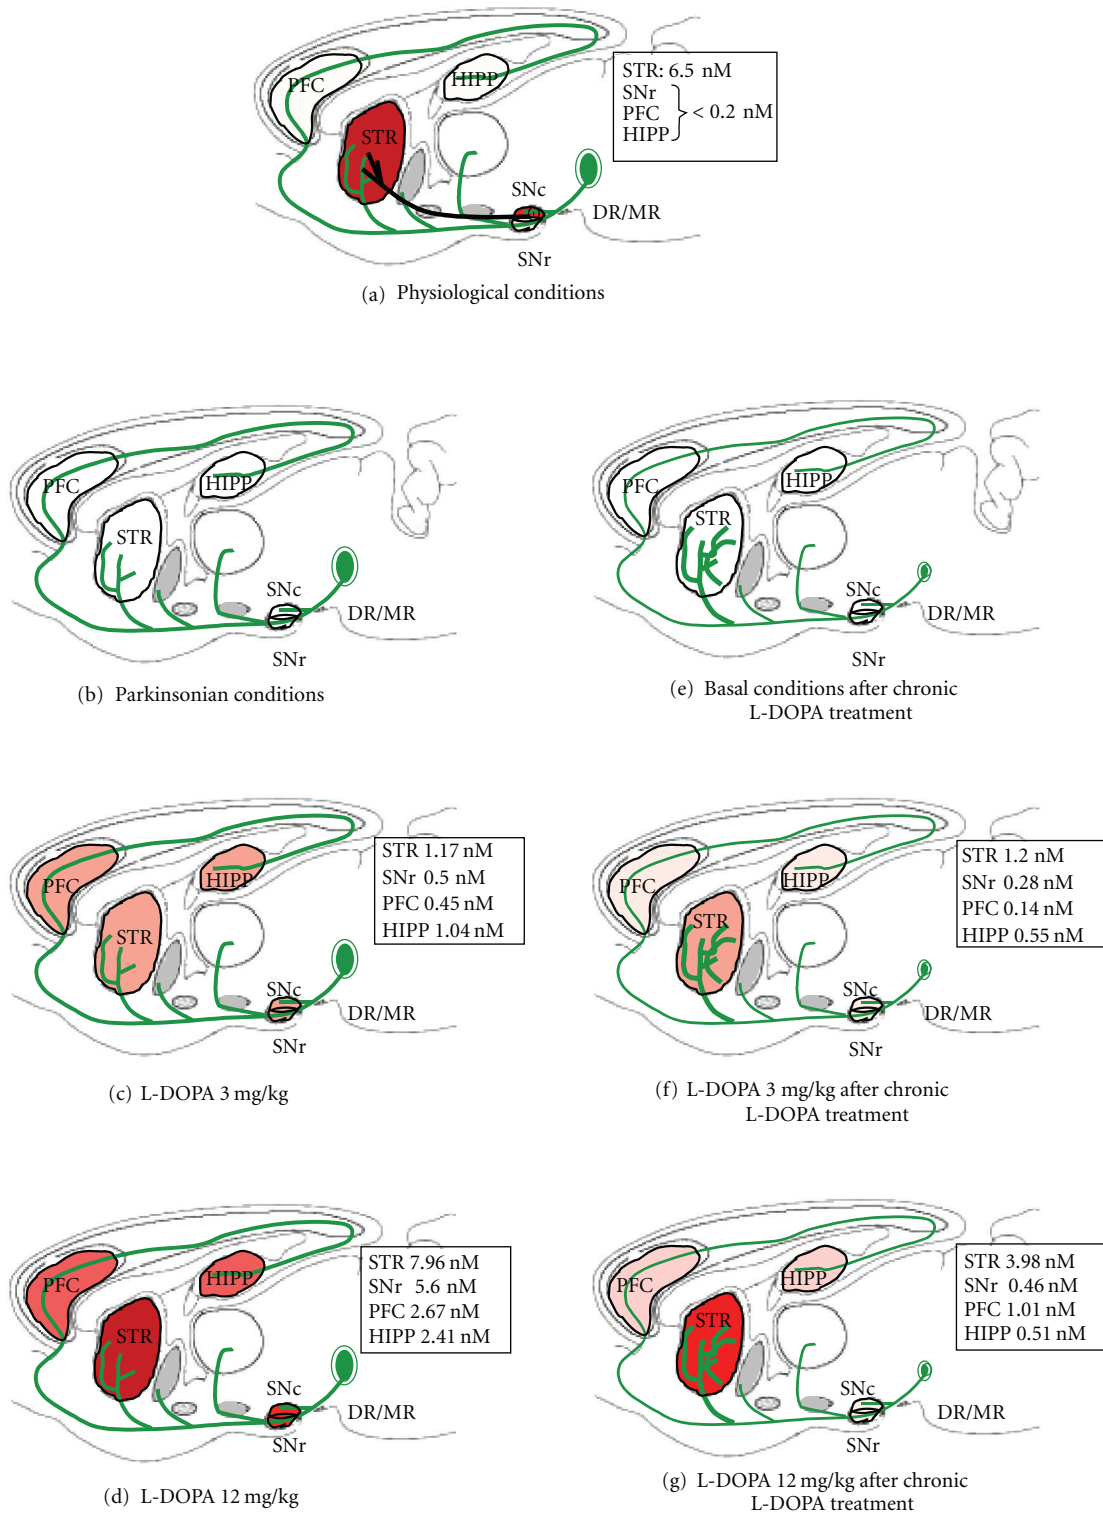 PFC
HIPP
STR
SNc
DR/MR
SNr
STR: 6.5 nM
SNr
PFC
HIPP
< 0.2 nM
(a) Physiological conditions
PFC
HIPP
STR
SNc
DR/MR
SNr
(b) Parkinsonian conditions
PFC
HIPP
STR
SNc
DR/MR
SNr
(e) Basal conditions after chronic
L-DOPA treatment
PFC
HIPP
STR
SNc
DR/MR
SNr
STR 1.17 nM
SNr 0.5 nM
PFC 0.45 nM
HIPP 1.04 nM
(c) L-DOPA 3 mg/kg
PFC
HIPP
STR
SNc
DR/MR
SNr
STR 1.2 nM
SNr 0.28 nM
PFC 0.14 nM
HIPP 0.55 nM
(f) L-DOPA 3 mg/kg after chronic
L-DOPA treatment
PFC
HIPP
STR
SNc
DR/MR
SNr
STR 7.96 nM
SNr 5.6 nM
PFC 2.67 nM
HIPP 2.41 nM
(d) L-DOPA 12 mg/kg
PFC
HIPP
STR
SNc
DR/MR
SNr
STR 3.98 nM
SNr 0.46 nM
PFC 1.01 nM
HIPP 0.51 nM
(g) L-DOPA 12 mg/kg after chronic
L-DOPA treatment